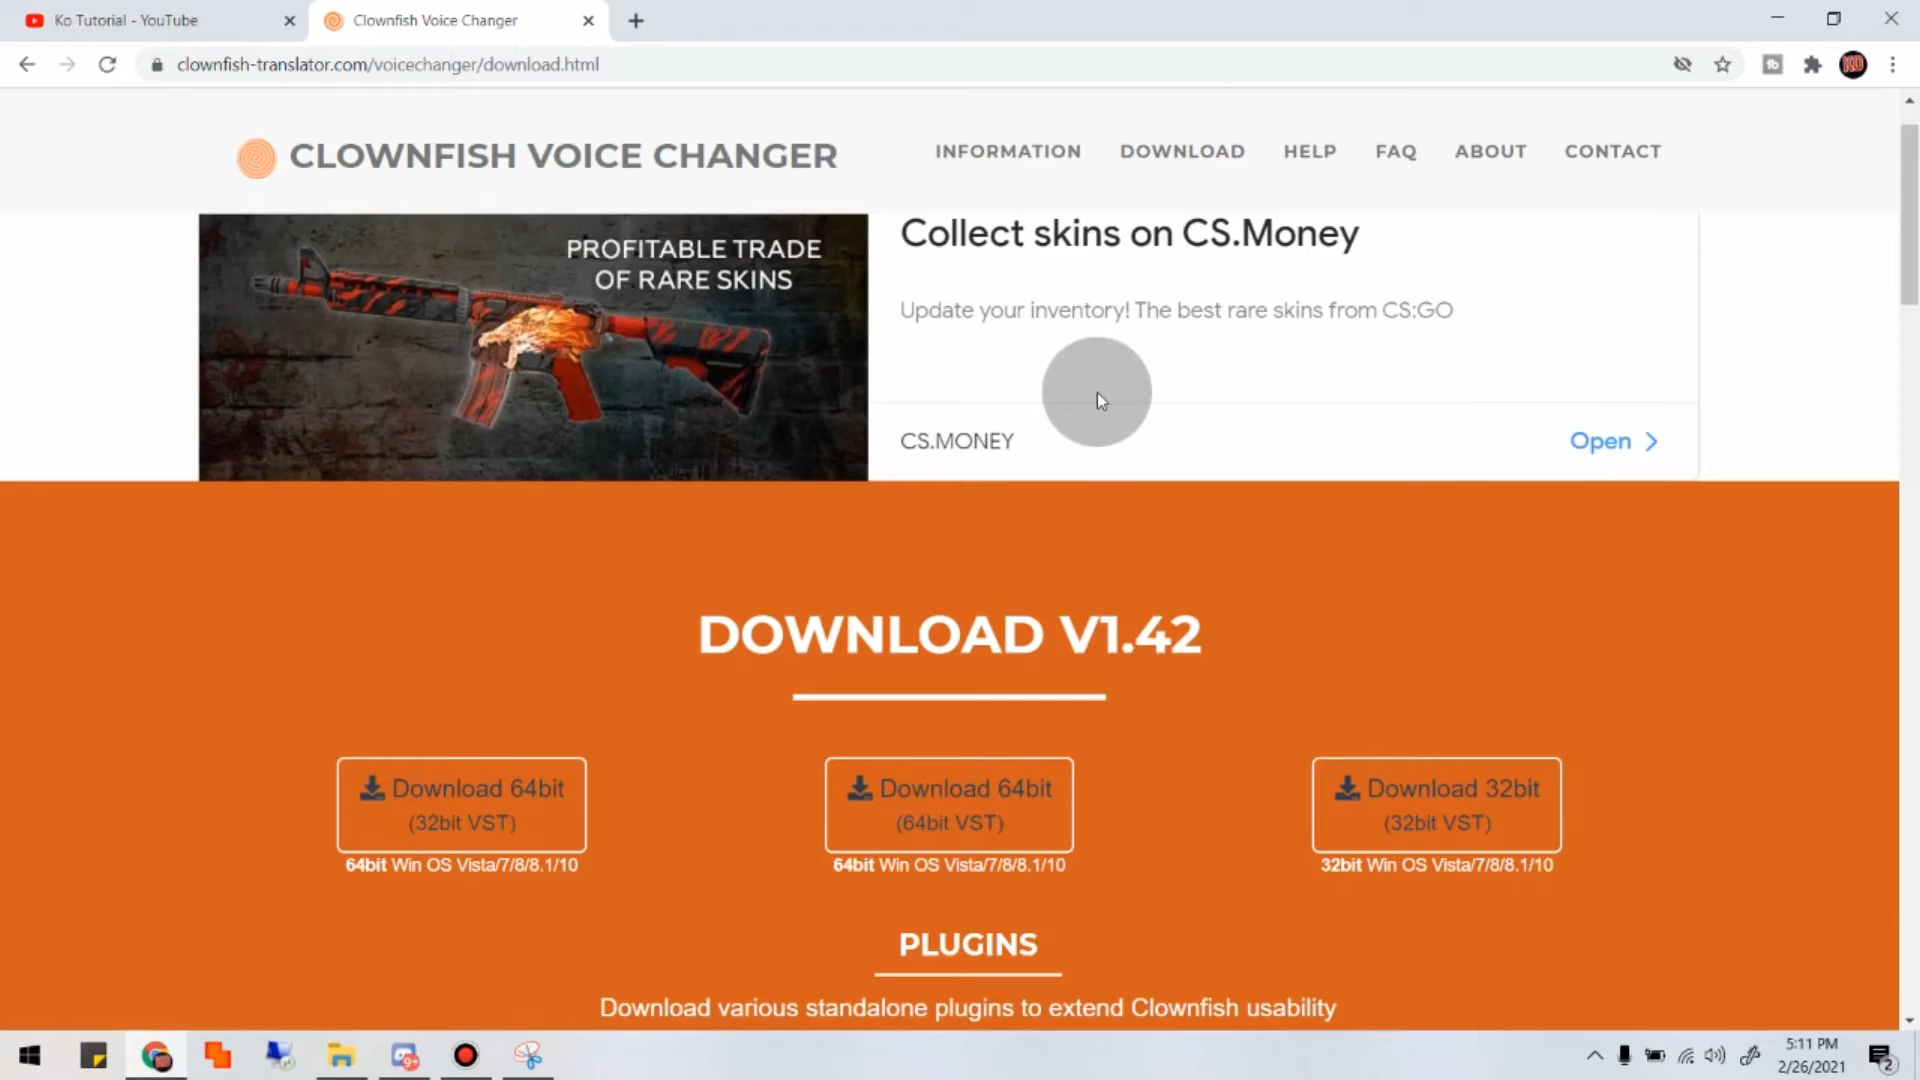 Ko Tutorial - YouTube
Clownfish Voice Changer
clownfish-translator.com/voicechanger/download.html
CLOWNFISH VOICE CHANGER
INFORMATION DOWNLOAD HELP FAQ ABOUT CONTACT
PROFITABLE TRADE
OF RARE SKINS
Collect skins on CS.Money
Update your inventory! The best rare skins from CS:GO
CS.MONEY
Open
DOWNLOAD V1.42
Download 64bit
(32bit VST)
64bit Win OS Vista/7/8/8.1/10
Download 64bit
(64bit VST)
64bit Win OS Vista/7/8/8.1/10
Download 32bit
(32bit VST)
32bit Win OS Vista/7/8/8.1/10
PLUGINS
Download various standalone plugins to extend Clownfish usability
5:11 PM
2/26/2021
2